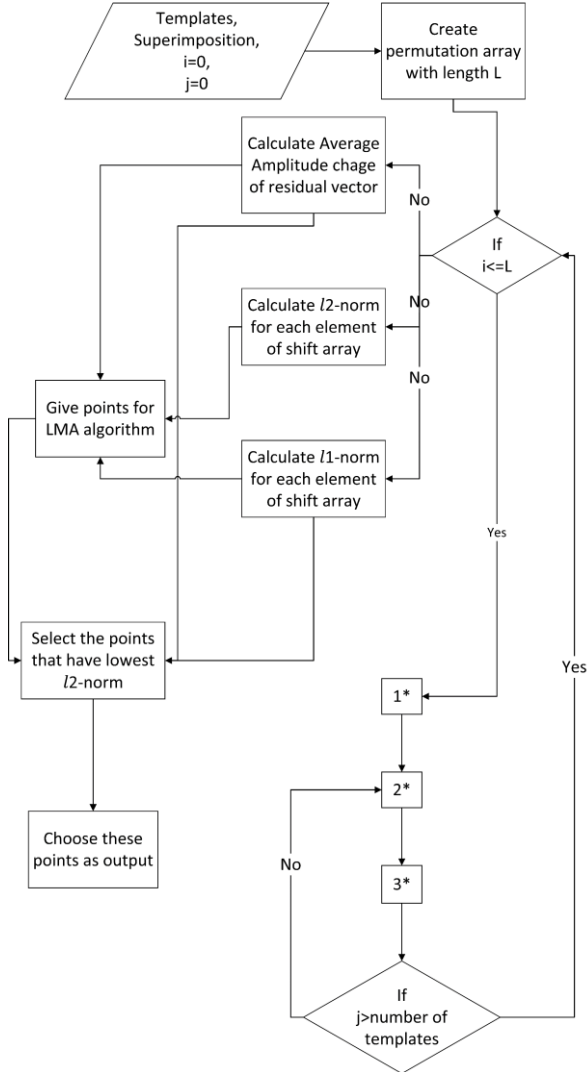 Templates,
Superimposition,
i=0,
j=0
Create
permutation array
with length L
Calculate Average
Amplitude chage
of residual vector
No
If
i<=L
No
Calculate l2-norm
for each element
of shift array
No
Give points for
LMA algorithm
Calculate l1-norm
for each element
of shift array
Yes
Select the points
that have lowest
l2-norm
Yes
1*
2*
Choose these
points as output
No
3*
If
j>number of
templates